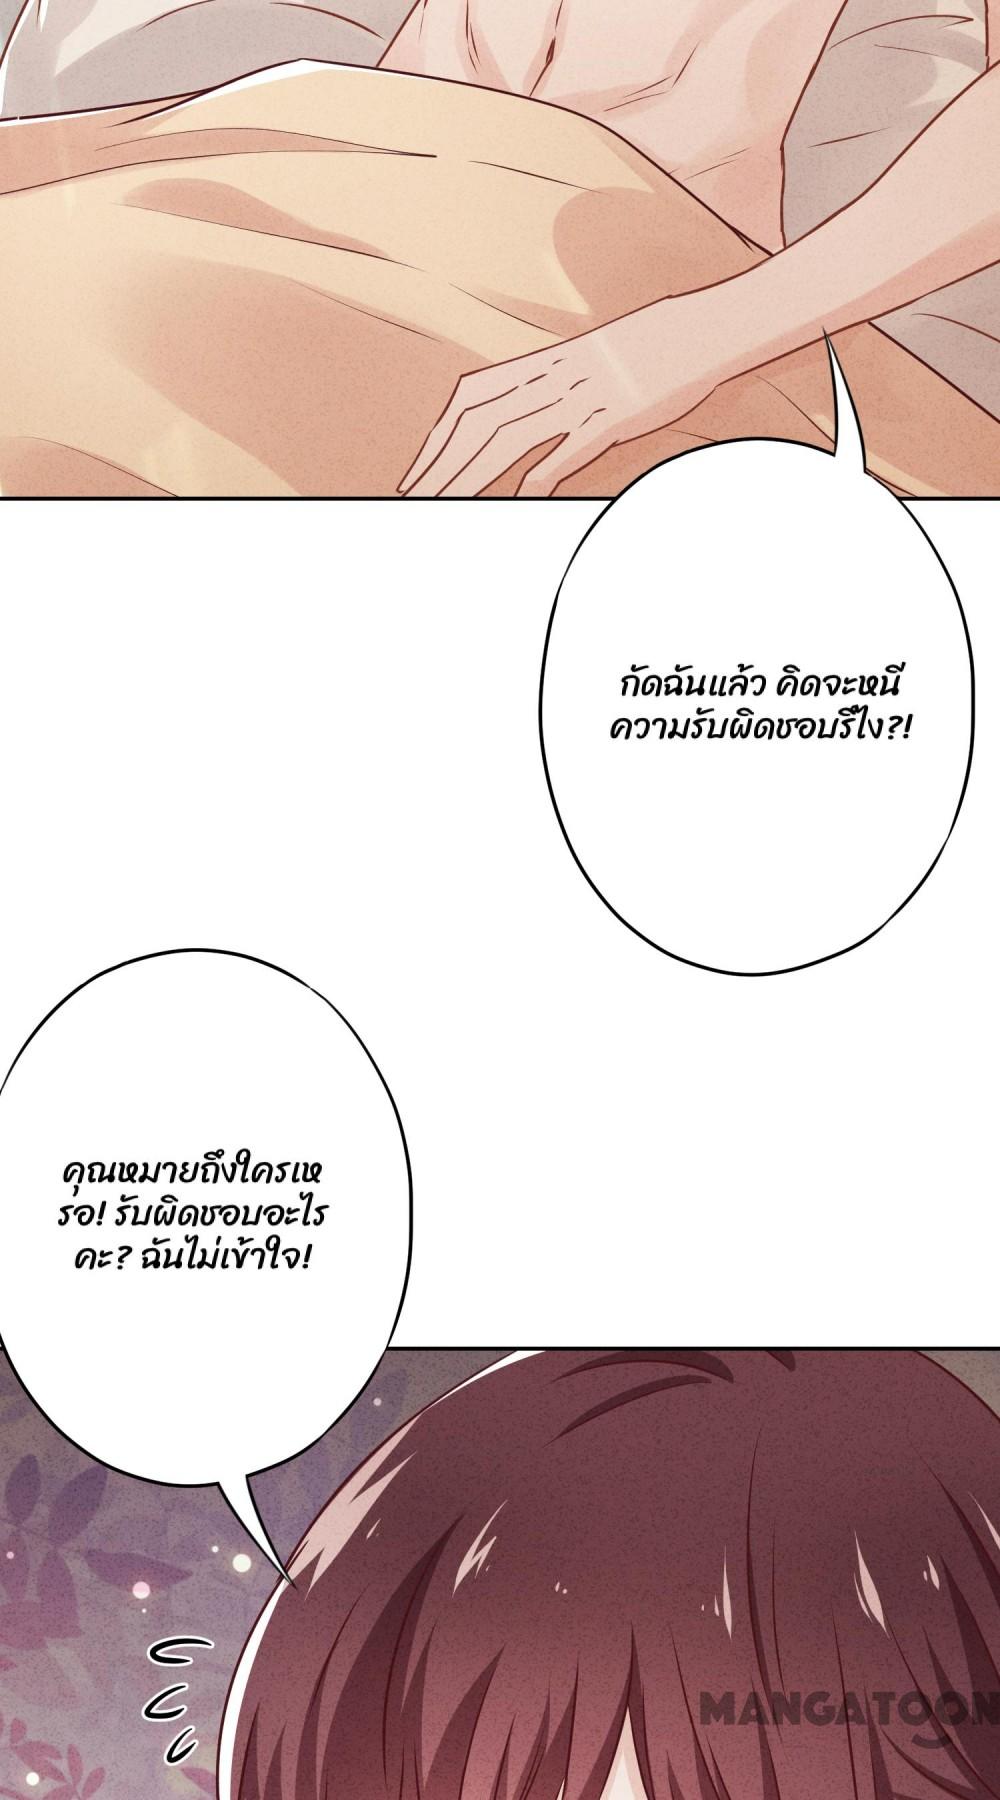 กัดฉันแล้ว คิดจะหนี
ความรับผิดชอบรึไง?!
คุณหมายถึงใครเห
รอ! รับผิดชอบอะไร
คะ? ฉันไม่เข้าใจ!
MANGATOON